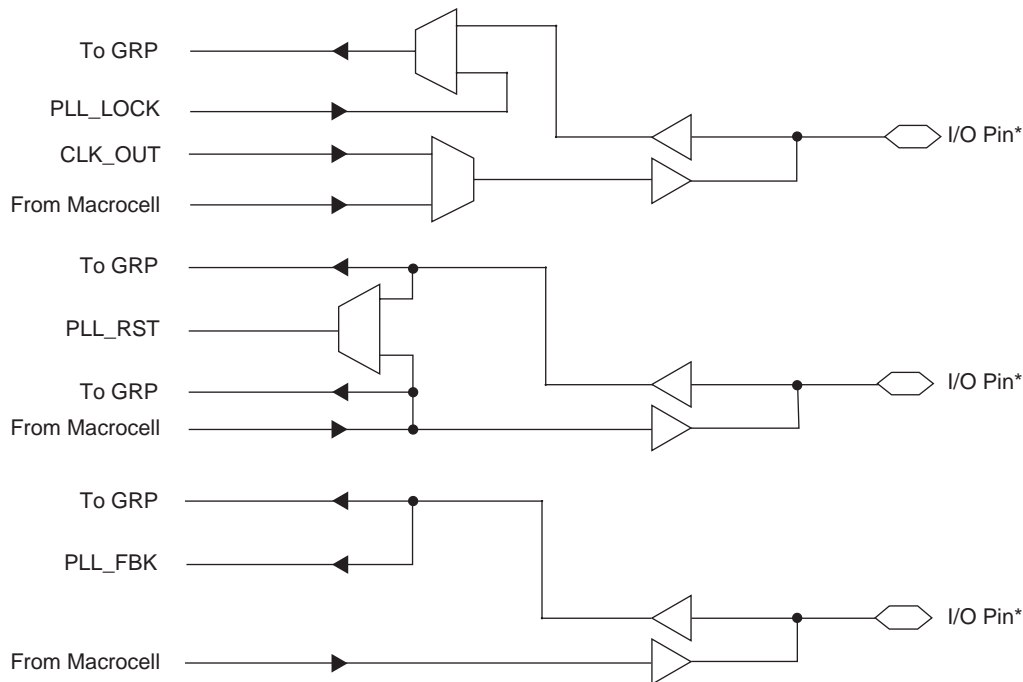 To GRP
PLL_LOCK
I/O Pin*
CLK_OUT
From Macrocell
To GRP
PLL_RST
I/O Pin*
To GRP
From Macrocell
To GRP
PLL_FBK
I/O Pin*
From Macrocell